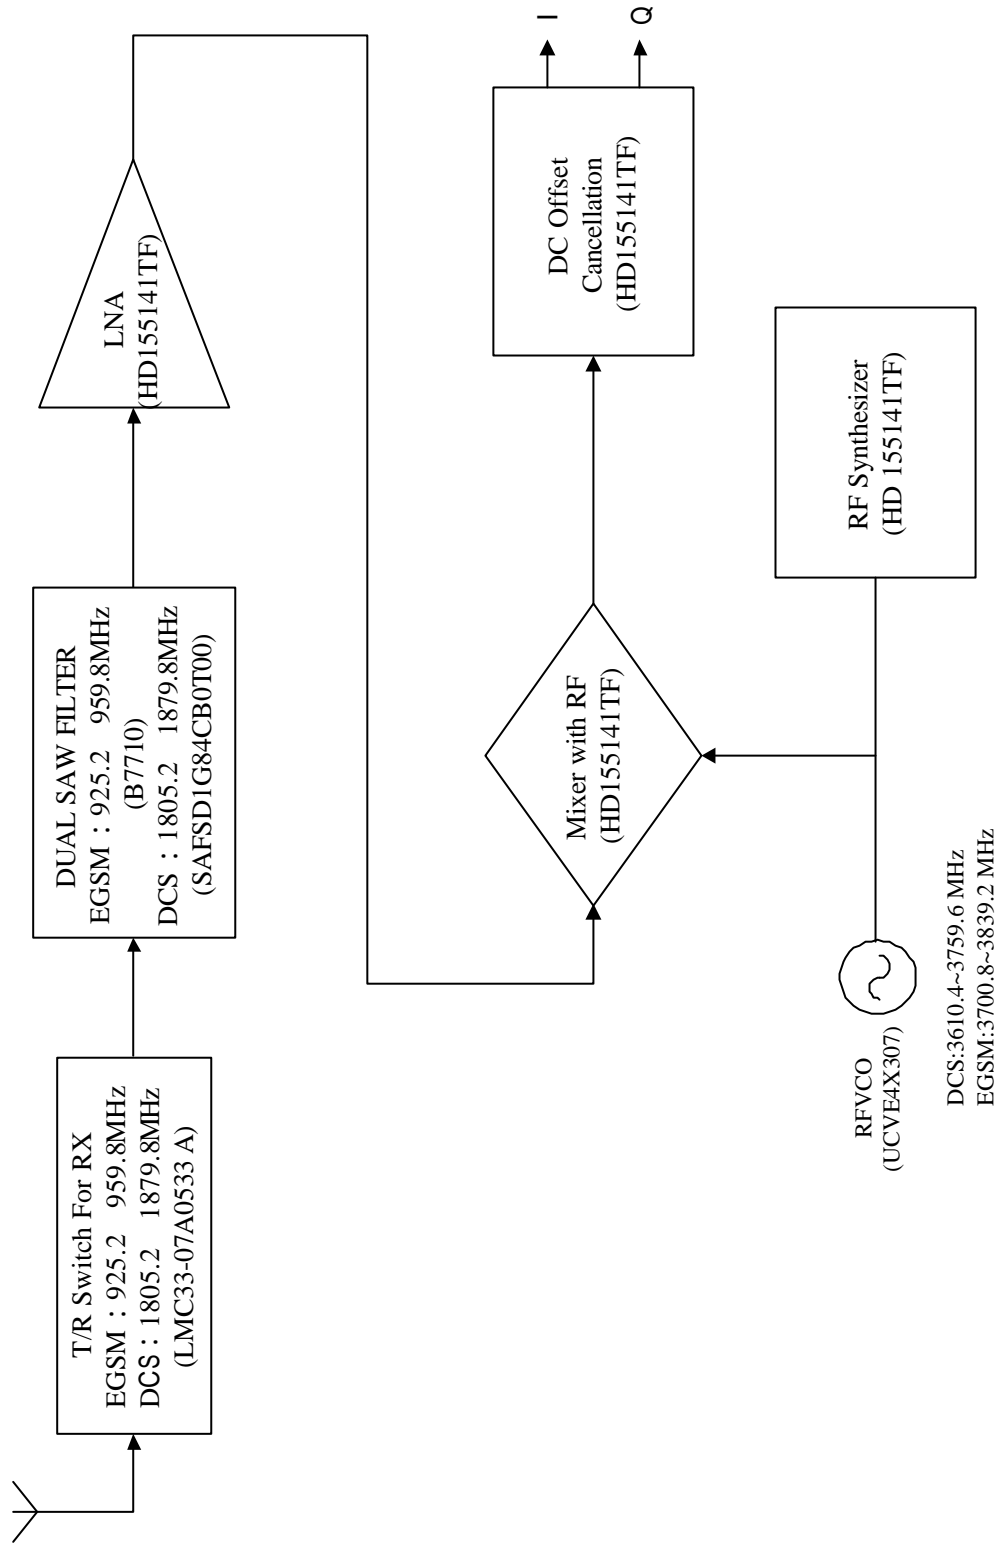 T/R Switch For RX
EGSM : 925.2 959.8MHz
DCS : 1805.2 1879.8MHz
(LMC33-07A0533 A)
DUAL SAW FILTER
EGSM : 925.2 959.8MHz
(B7710)
DCS : 1805.2 1879.8MHz
(SAFSD1G84CB0T00)
LNA
(HD155141TF)
Mixer with RF
(HD155141TF)
DC Offset
Cancellation
(HD155141TF)
I
Q
RFVCO
(UCVE4X307)
DCS:3610.4~3759.6 MHz
EGSM:3700.8~3839.2 MHz
RF Synthesizer
(HD 155141TF)